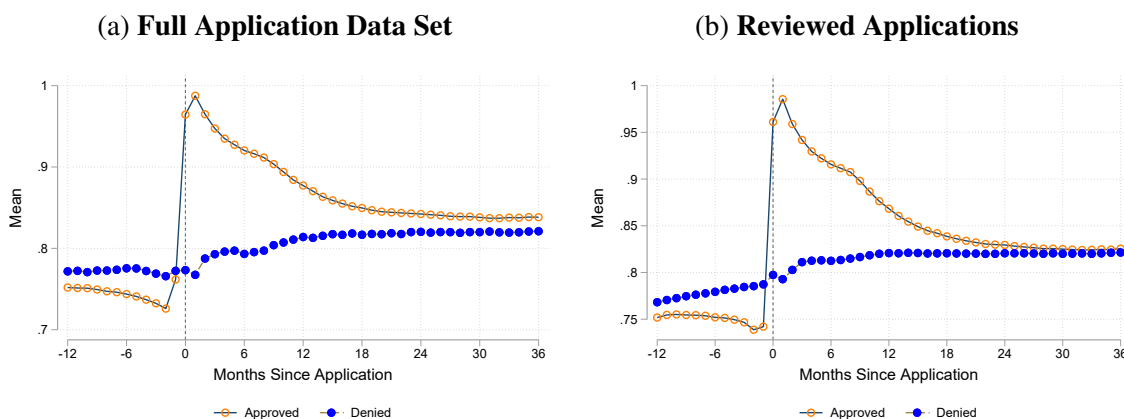 (a) Full Application Data Set
1
.9
.8
.7
Mean
-12 -6 0 6 12 18 24 30 36
Months Since Application
Approved Denied
(b) Reviewed Applications
1
.95
.9
.85
.8
.75
Mean
-12 -6 0 6 12 18 24 30 36
Months Since Application
Approved Denied